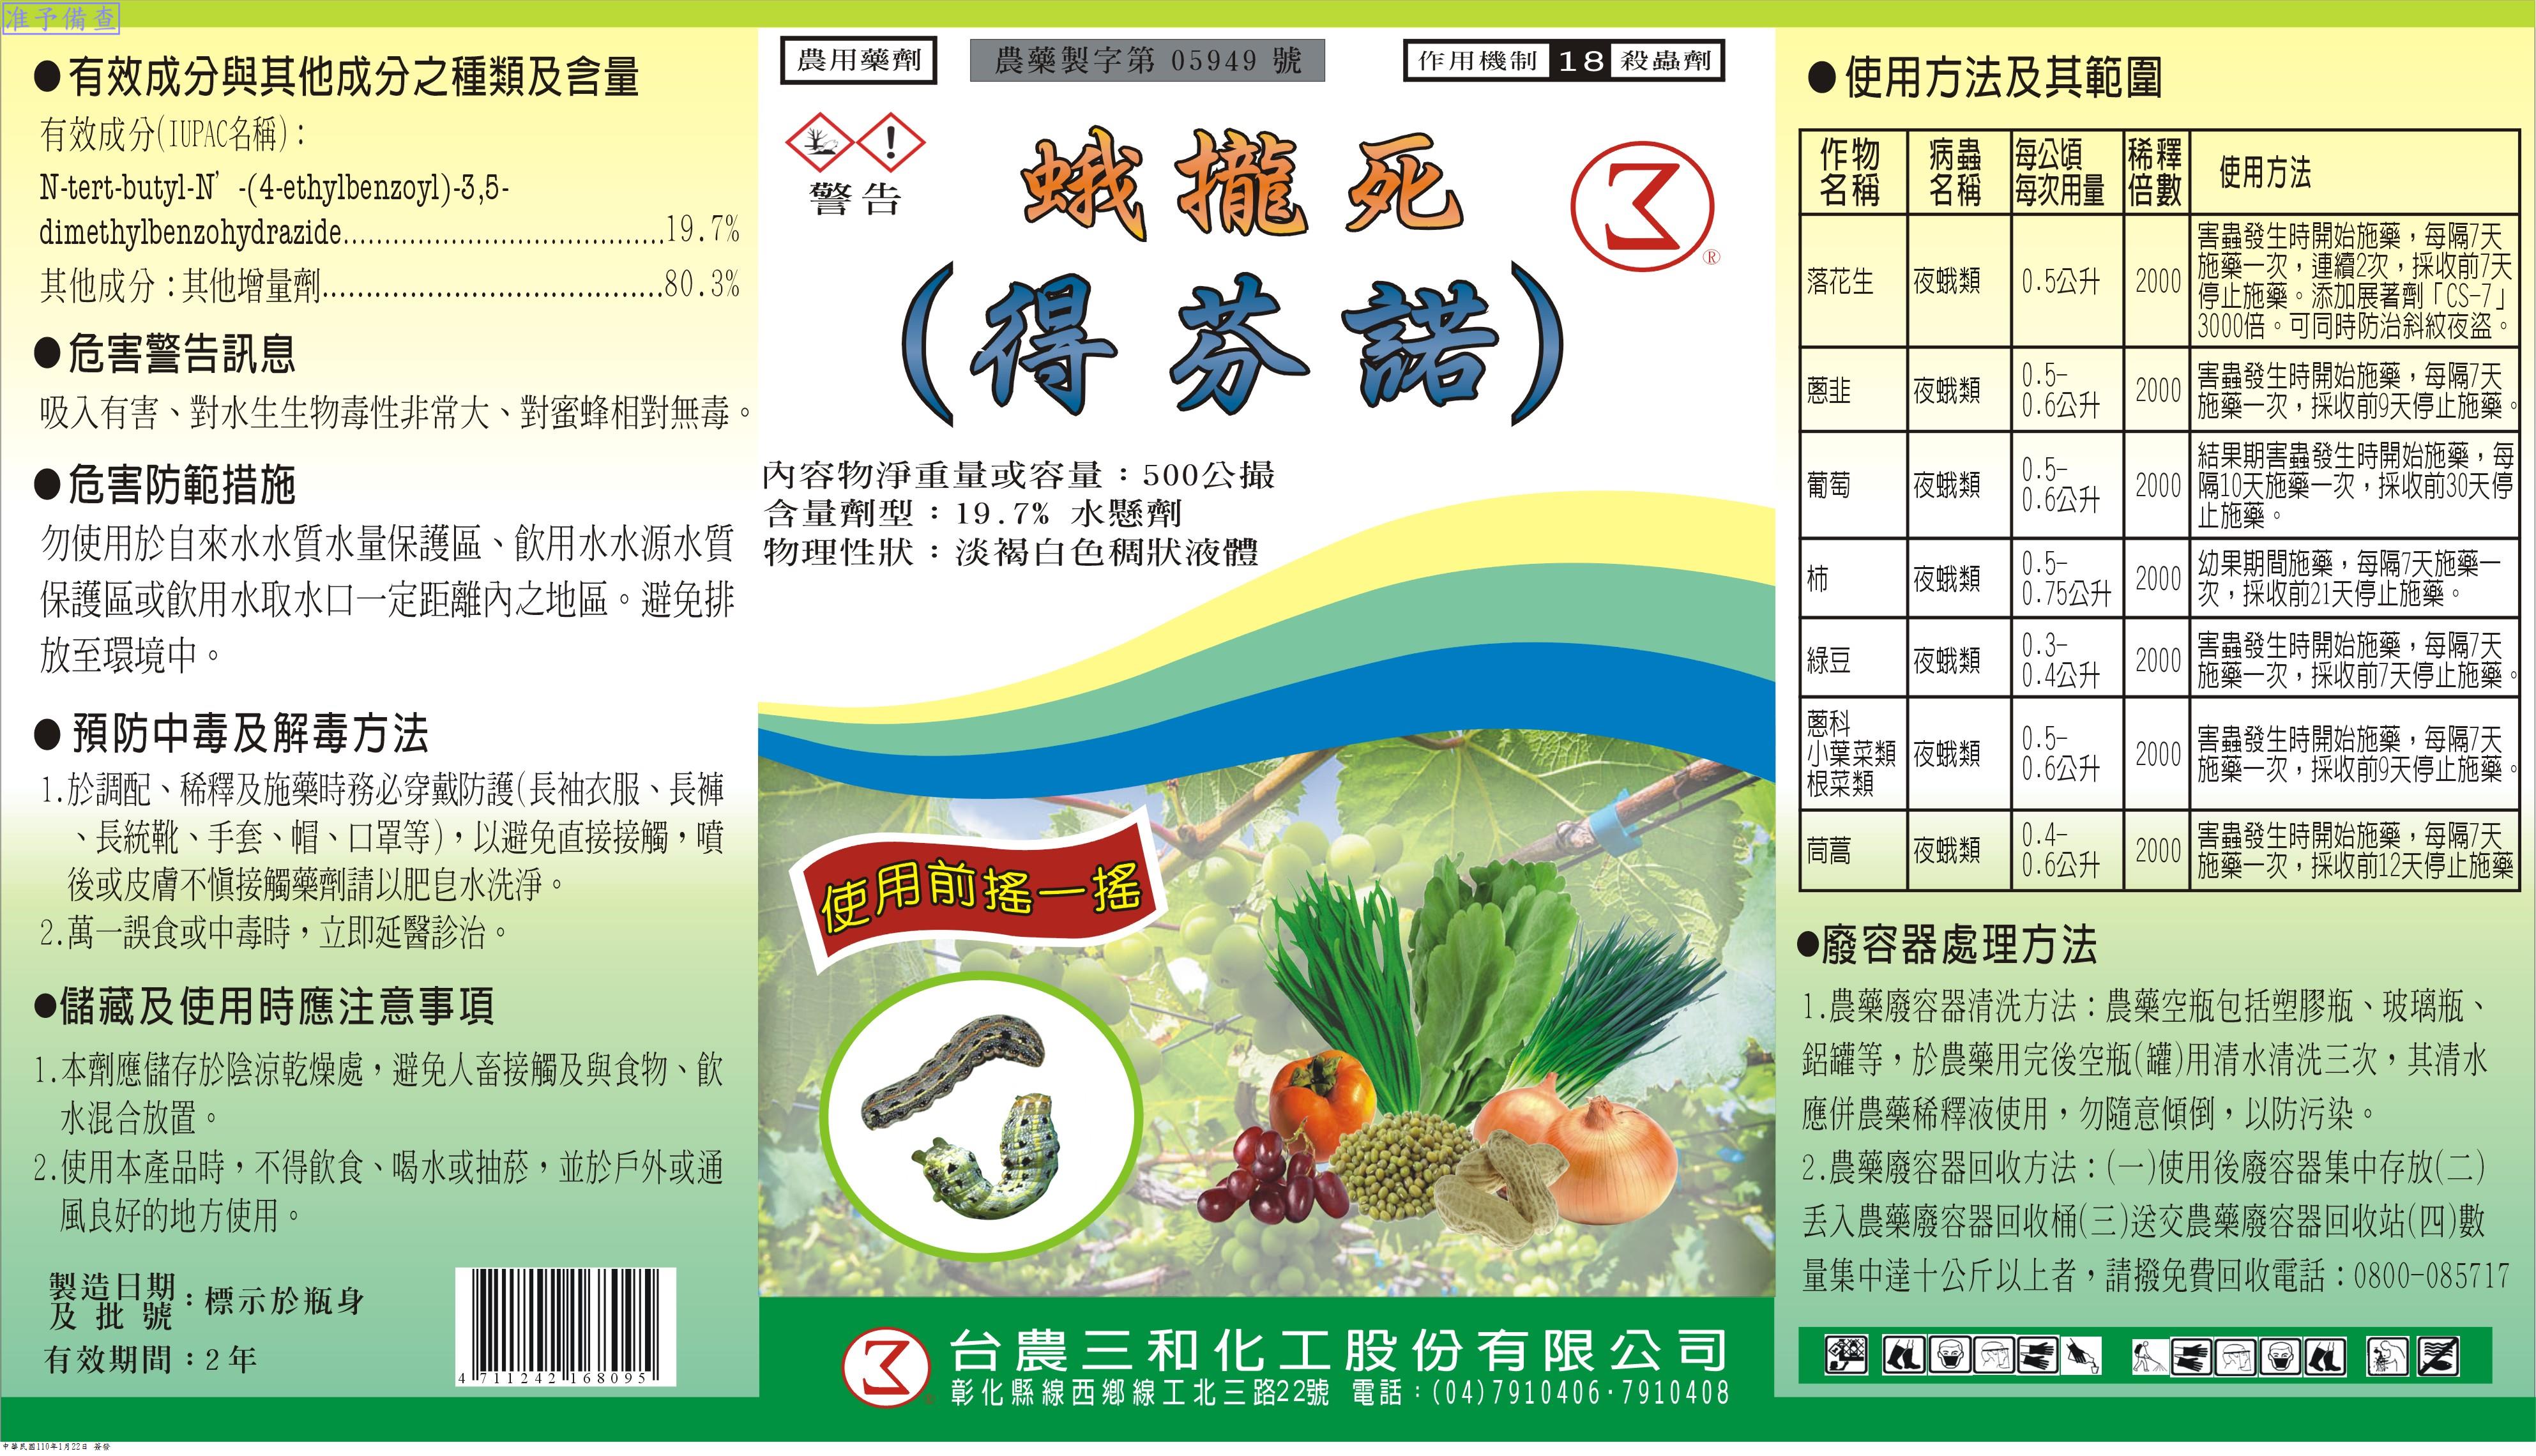 准予備查
●有效成分與其他成分之種類及含量
有效成分(IUPAC名稱)：
N-tert-butyl-N’-(4-ethylbenzoyl)-3,5-
dimethylbenzohydrazide..........................................19.7%
其他成分：其他增量劑.........................................80.3%
●危害警告訊息
吸入有害、對水生生物毒性非常大、對蜜蜂相對無毒。
●危害防範措施
勿使用於自來水水質水量保護區、飲用水水源水質
保護區或飲用水取水口一定距離內之地區。避免排
放至環境中。
●預防中毒及解毒方法
1.於調配、稀釋及施藥時務必穿戴防護(長袖衣服、長褲
、長統靴、手套、帽、口罩等)，以避免直接接觸，噴
後或皮膚不慎接觸藥劑請以肥皂水洗淨。
2.萬一誤食或中毒時，立即延醫診治。
●儲藏及使用時應注意事項
1.本劑應儲存於陰涼乾燥處，避免人畜接觸及與食物、飲
水混合放置。
2.使用本產品時，不得飲食、喝水或抽菸，並於戶外或通
風良好的地方使用。
製造日期
及批號：標示於瓶身
有效期間：2年
4 711242 168095
農用藥劑
農藥製字第 05949 號
作用機制 18 殺蟲劑
警告
蛾攏死
(得芬諾)
®
內容物淨重量或容量：500公撮
含量劑型：19.7% 水懸劑
物理性狀：淡褐白色稠狀液體
使用前搖一搖
台農三和化工股份有限公司
彰化縣線西鄉線工北三路22號 電話：(04)7910406·7910408
●使用方法及其範圍
作物名稱 病蟲名稱 每公頃每次用量 稀釋倍數 使用方法
落花生 夜蛾類 0.5公升 2000 害蟲發生時開始施藥，每隔7天
施藥一次，連續2次，採收前7天
停止施藥。添加展著劑「CS-7」
3000倍。可同時防治斜紋夜盜。
蔥韭 夜蛾類 0.5-0.6公升 2000 害蟲發生時開始施藥，每隔7天
施藥一次，採收前9天停止施藥。
葡萄 夜蛾類 0.5-0.6公升 2000 結果期害蟲發生時開始施藥，每
隔10天施藥一次，採收前30天停
止施藥。
柿 夜蛾類 0.5-0.75公升 2000 幼果期間施藥，每隔7天施藥一
次，採收前21天停止施藥。
綠豆 夜蛾類 0.3-0.4公升 2000 害蟲發生時開始施藥，每隔7天
施藥一次，採收前7天停止施藥。
蔥科
小葉菜類
根菜類 夜蛾類 0.5-0.6公升 2000 害蟲發生時開始施藥，每隔7天
施藥一次，採收前9天停止施藥。
茼蒿 夜蛾類 0.4-0.6公升 2000 害蟲發生時開始施藥，每隔7天
施藥一次，採收前12天停止施藥
●廢容器處理方法
1.農藥廢容器清洗方法：農藥空瓶包括塑膠瓶、玻璃瓶、
鋁罐等，於農藥用完後空瓶(罐)用清水清洗三次，其清水
應併農藥稀釋液使用，勿隨意傾倒，以防污染。
2.農藥廢容器回收方法：(一)使用後廢容器集中存放(二)
丟入農藥廢容器回收桶(三)送交農藥廢容器回收站(四)數
量集中達十公斤以上者，請撥免費回收電話：0800-085717
中華民國110年1月22日 簽發